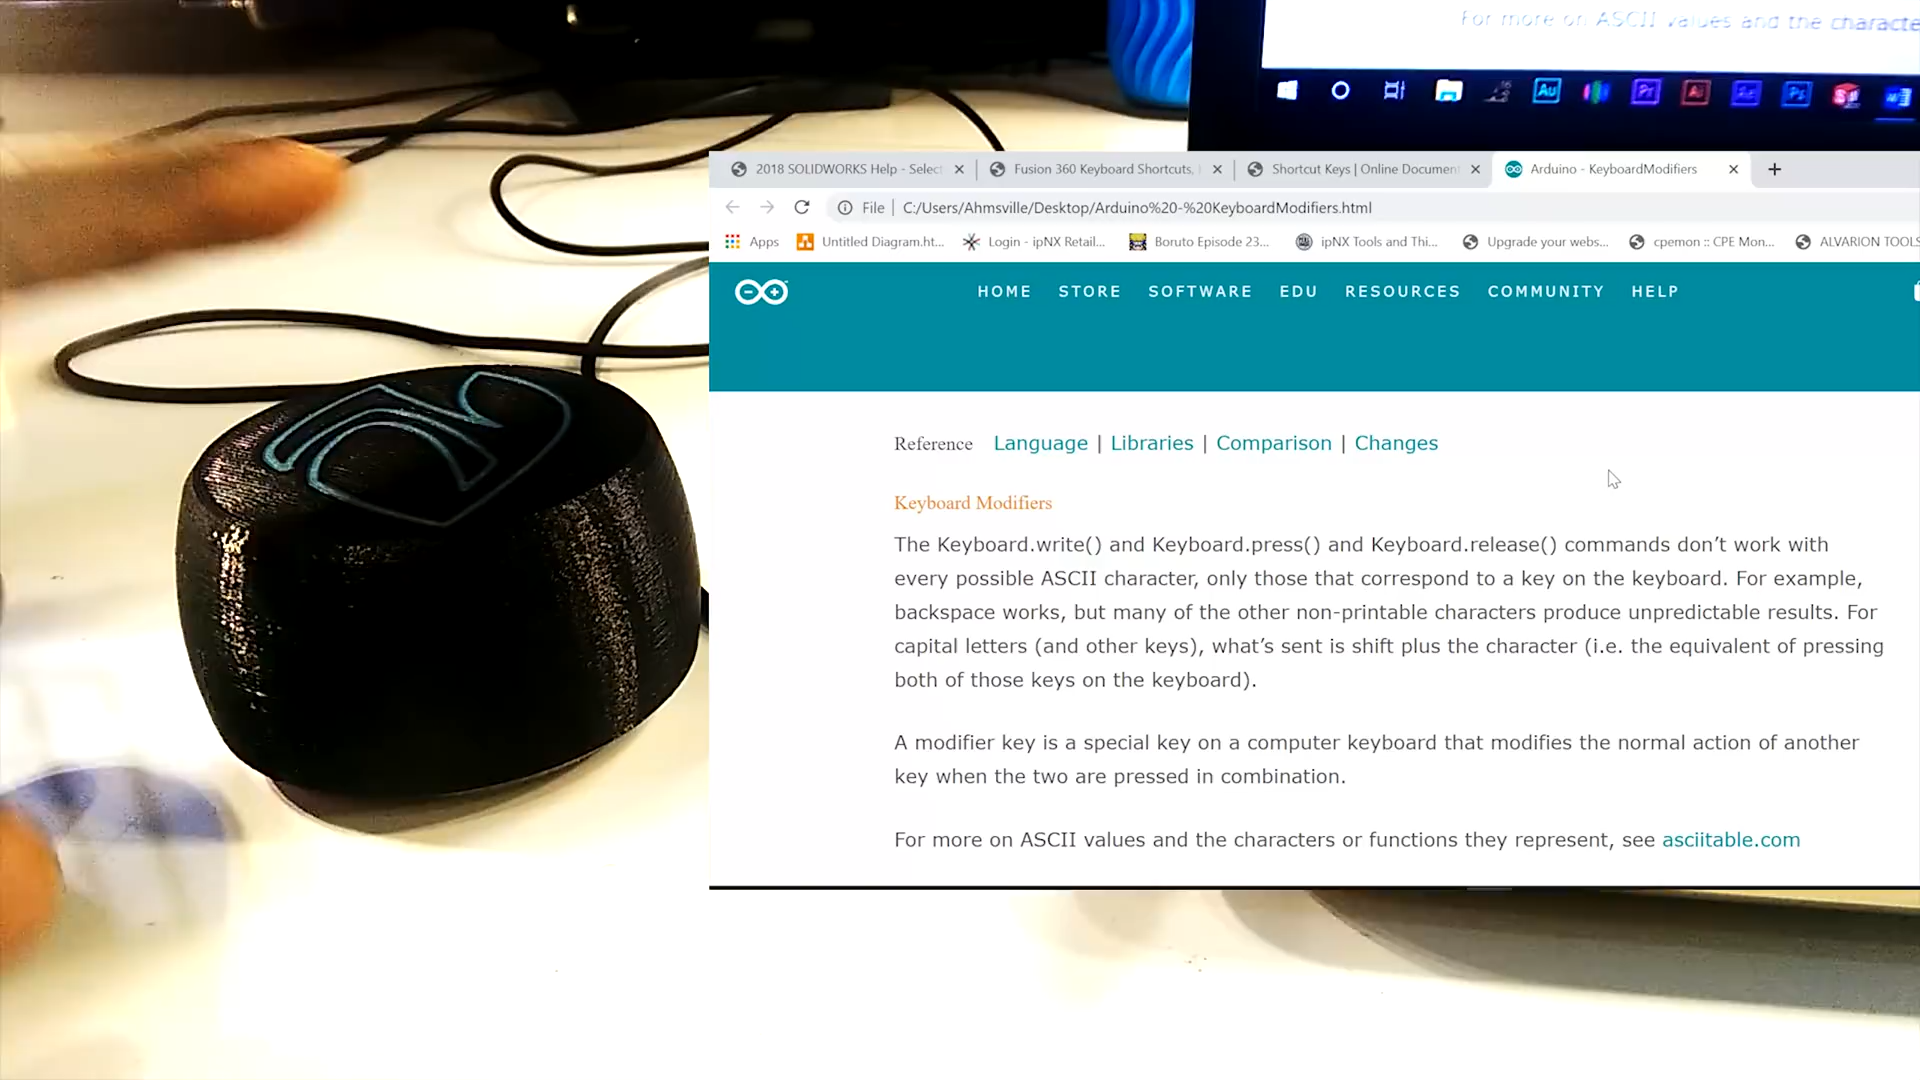 For more on ASCII values and the characte
Au
Pr
Ai
Ae
Ps
2018 SOLIDWORKS Help - Select
Fusion 360 Keyboard Shortcuts,
Shortcut Keys | Online Document
Arduino - KeyboardModifiers
File | C:/Users/Ahmsville/Desktop/Arduino%20-%20KeyboardModifiers.html
Apps
Untitled Diagram.ht...
Login - ipNX Retail...
Boruto Episode 23...
ipNX Tools and Thi...
Upgrade your webs...
cpemon :: CPE Mon...
ALVARION TOOLS
HOME STORE SOFTWARE EDU RESOURCES COMMUNITY HELP
Reference Language | Libraries | Comparison | Changes
Keyboard Modifiers
The Keyboard.write() and Keyboard.press() and Keyboard.release() commands don’t work with
every possible ASCII character, only those that correspond to a key on the keyboard. For example,
backspace works, but many of the other non-printable characters produce unpredictable results. For
capital letters (and other keys), what’s sent is shift plus the character (i.e. the equivalent of pressing
both of those keys on the keyboard).
A modifier key is a special key on a computer keyboard that modifies the normal action of another
key when the two are pressed in combination.
For more on ASCII values and the characters or functions they represent, see asciitable.com